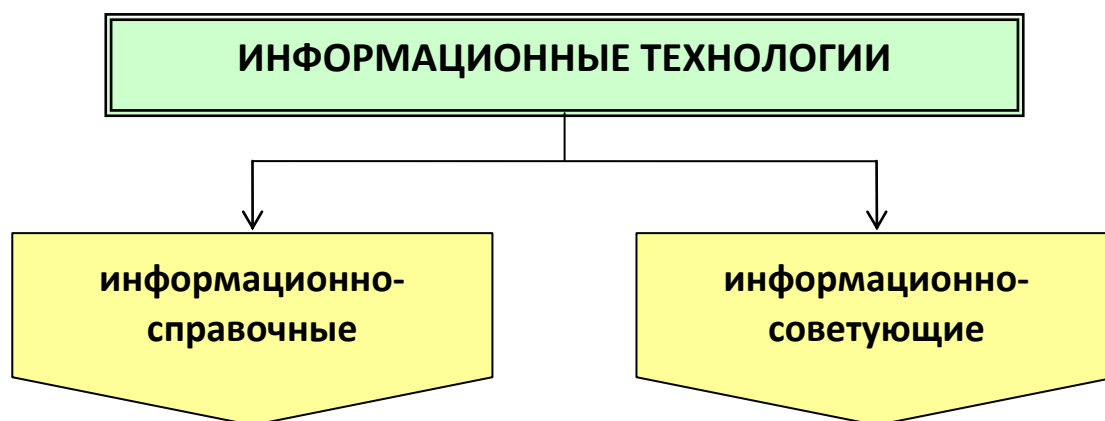 ИНФОРМАЦИОННЫЕ ТЕХНОЛОГИИ
информационно-
справочные
информационно-
советующие